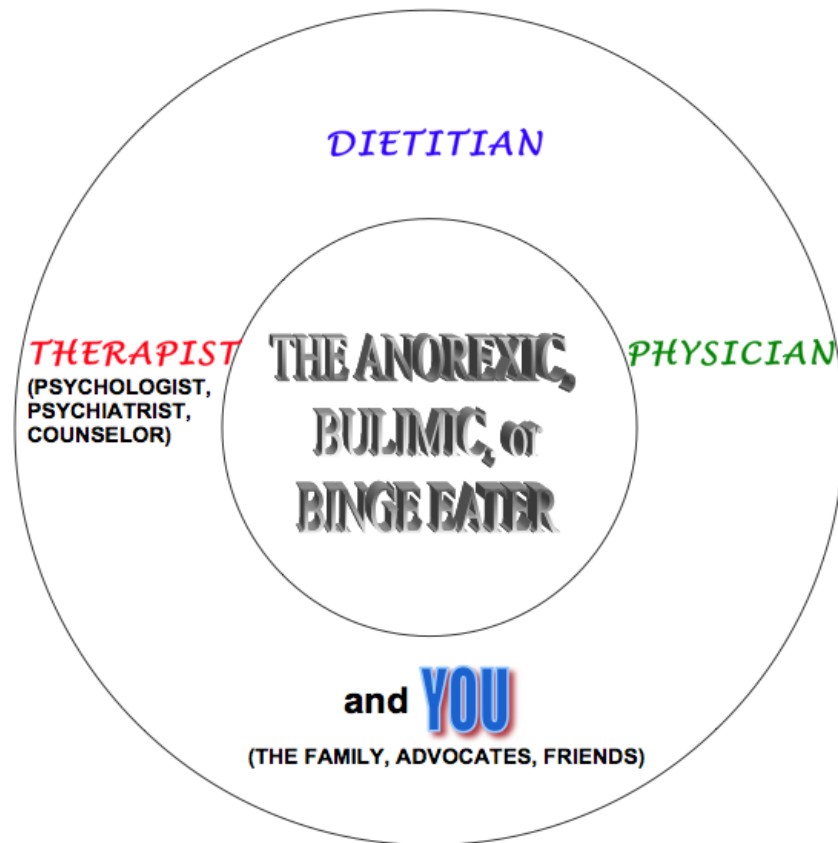 DIETITIAN
THERAPIST
(PSYCHOLOGIST,
PSYCHIATRIST,
COUNSELOR)
THE ANOREXIC,
BULIMIC, or
BINGE EATER
PHYSICIAN
and YOU
(THE FAMILY, ADVOCATES, FRIENDS)